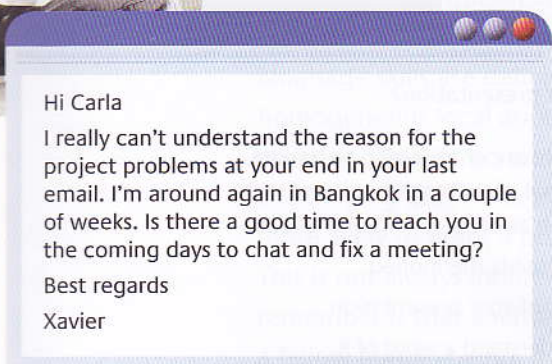 Hi Carla
I really can't understand the reason for the
project problems at your end in your last
email. I'm around again in Bangkok in a couple
of weeks. Is there a good time to reach you in
the coming days to chat and fix a meeting?
Best regards
Xavier